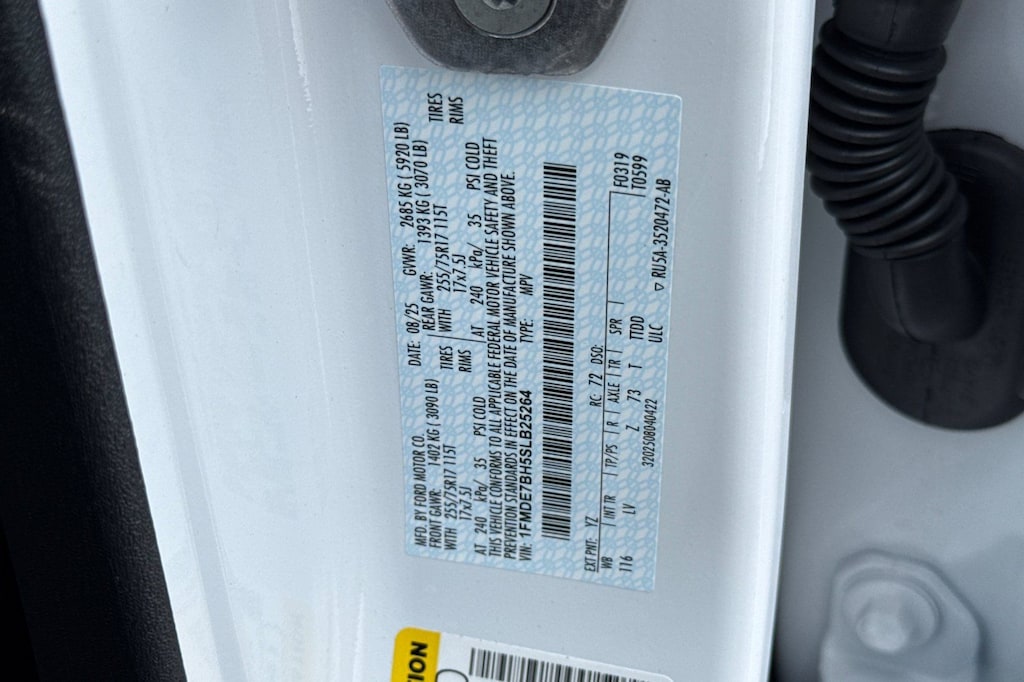 MFD. BY FORD MOTOR CO.
DATE: 08/25 GVWR: 2685 KG ( 5920 LB)
FRONT GAWR: 1402 KG ( 3090 LB)
REAR GAWR: 1393 KG ( 3070 LB)
WITH 255/75R17 115T TIRES
WITH 255/75R17 115T TIRES
17x7.5J RIMS
17x7.5J RIMS
AT 240 kPa/ 35 PSI COLD
AT 240 kPa/ 35 PSI COLD
THIS VEHICLE CONFORMS TO ALL APPLICABLE FEDERAL MOTOR VEHICLE SAFETY AND THEFT
PREVENTION STANDARDS IN EFFECT ON THE DATE OF MANUFACTURE SHOWN ABOVE.
VIN: 1FMDE7BH5SLB25264 TYPE: MPV
EXT PNT: YZ RC: 72 DSO: F0319
WB INT TR TP/PS R AXLE TR SPR T0599
116 LV Z 73 T TTDD
ULC
3202508040422 ▽ RU5A-3520472-AB